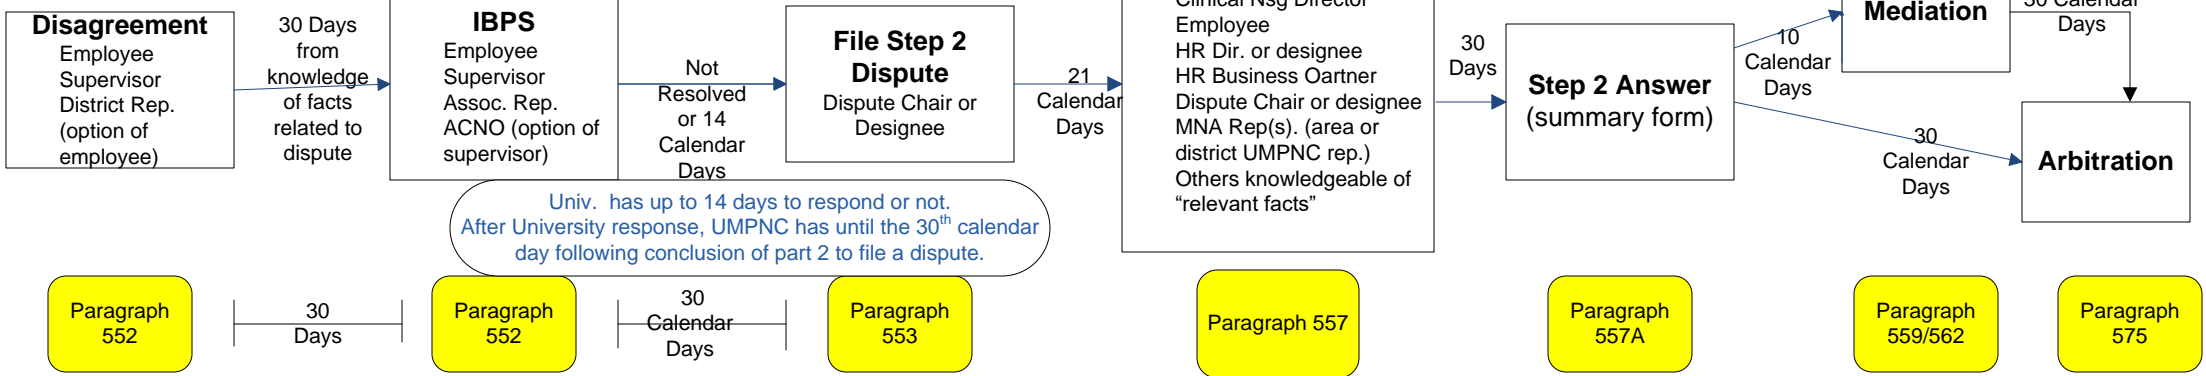 Disagreement
Employee
Supervisor
District Rep.
(option of
employee)
30 Days
from
knowledge
of facts
related to
dispute
IBPS
Employee
Supervisor
Assoc. Rep.
ACNO (option of
supervisor)
Not
Resolved
or 14
Calendar
Days
File Step 2
Dispute
Dispute Chair or
Designee
21
Calendar
Days
Clinical Nsg Director
Employee
HR Dir. or designee
HR Business Oartner
Dispute Chair or designee
MNA Rep(s). (area or
district UMPNC rep.)
Others knowledgeable of
“relevant facts”
30
Days
Step 2 Answer
(summary form)
10
Calendar
Days
Mediation
30 Calendar
Days
30
Calendar
Days
Arbitration
Univ. has up to 14 days to respond or not.
After University response, UMPNC has until the 30th calendar
day following conclusion of part 2 to file a dispute.
Paragraph
552
30
Days
Paragraph
552
30
Calendar
Days
Paragraph
553
Paragraph 557
Paragraph
557A
Paragraph
559/562
Paragraph
575